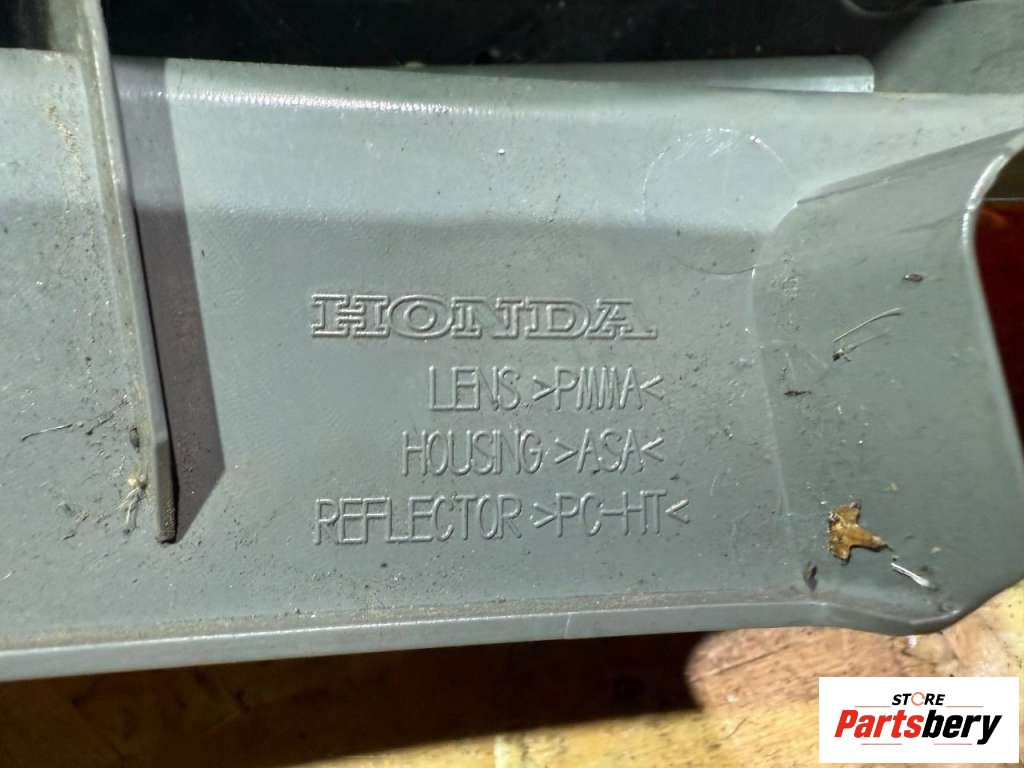 HONDA
LENS >PMMA<
HOUSING >ASA<
REFLECTOR >PC-HT<
STORE
Partsbery